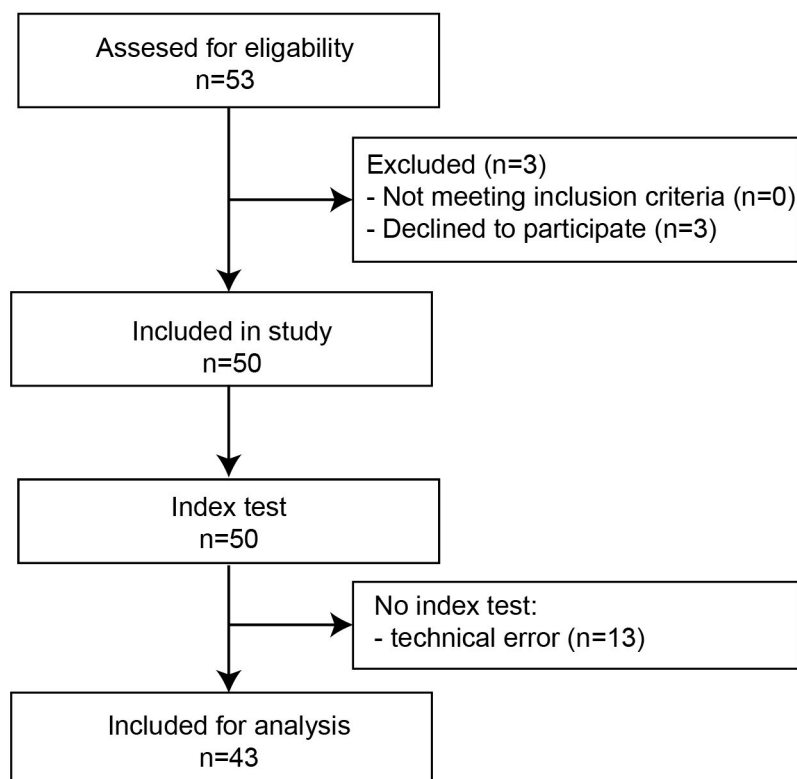 Assesed for eligability
n=53
Excluded (n=3)
- Not meeting inclusion criteria (n=0)
- Declined to participate (n=3)
Included in study
n=50
Index test
n=50
No index test:
- technical error (n=13)
Included for analysis
n=43